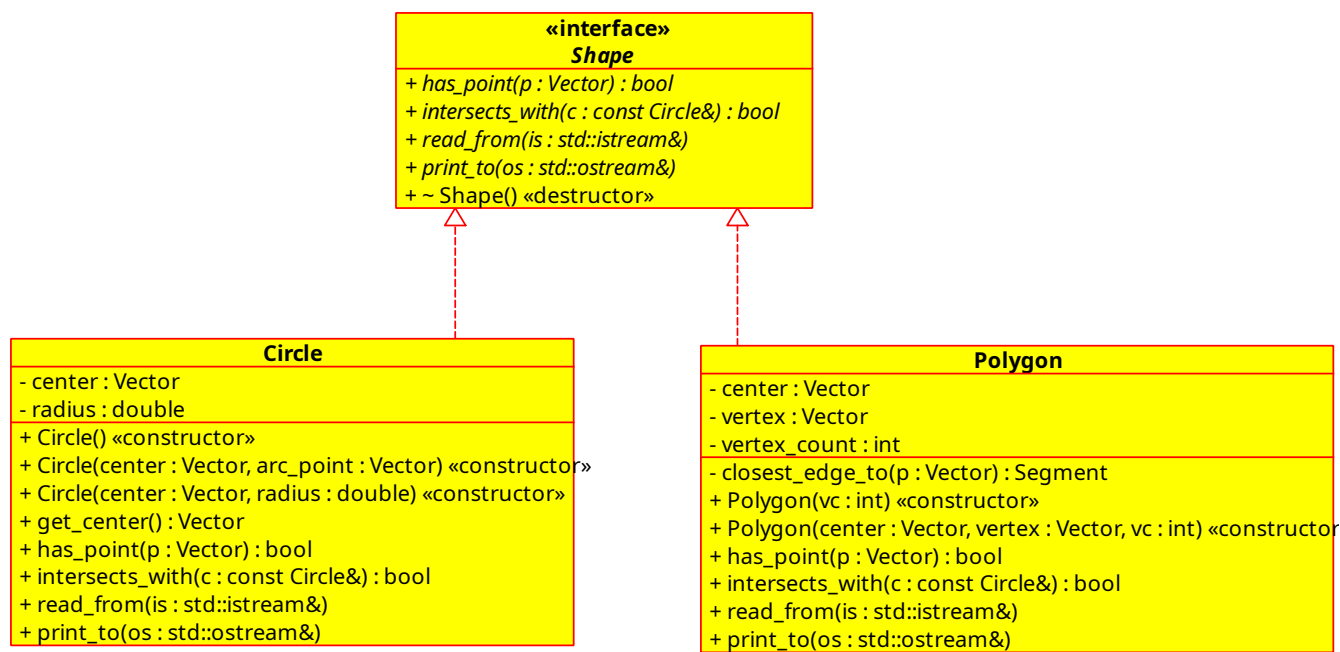 «interface»
Shape
+ has_point(p : Vector) : bool
+ intersects_with(c : const Circle&) : bool
+ read_from(is : std::istream&)
+ print_to(os : std::ostream&)
+ ~ Shape() «destructor»
Circle
- center : Vector
- radius : double
+ Circle() «constructor»
+ Circle(center : Vector, arc_point : Vector) «constructor»
+ Circle(center : Vector, radius : double) «constructor»
+ get_center() : Vector
+ has_point(p : Vector) : bool
+ intersects_with(c : const Circle&) : bool
+ read_from(is : std::istream&)
+ print_to(os : std::ostream&)
Polygon
- center : Vector
- vertex : Vector
- vertex_count : int
- closest_edge_to(p : Vector) : Segment
+ Polygon(vc : int) «constructor»
+ Polygon(center : Vector, vertex : Vector, vc : int) «constructor
+ has_point(p : Vector) : bool
+ intersects_with(c : const Circle&) : bool
+ read_from(is : std::istream&)
+ print_to(os : std::ostream&)